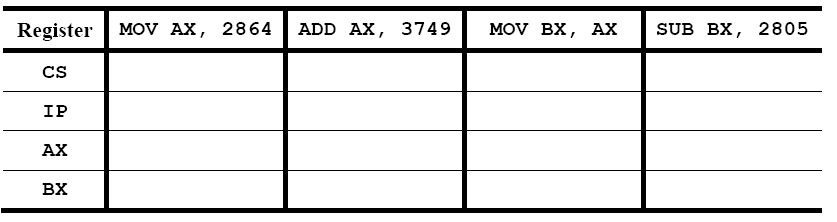 Register MOV AX, 2864 ADD AX, 3749 MOV BX, AX SUB BX, 2805
CS
IP
AX
BX